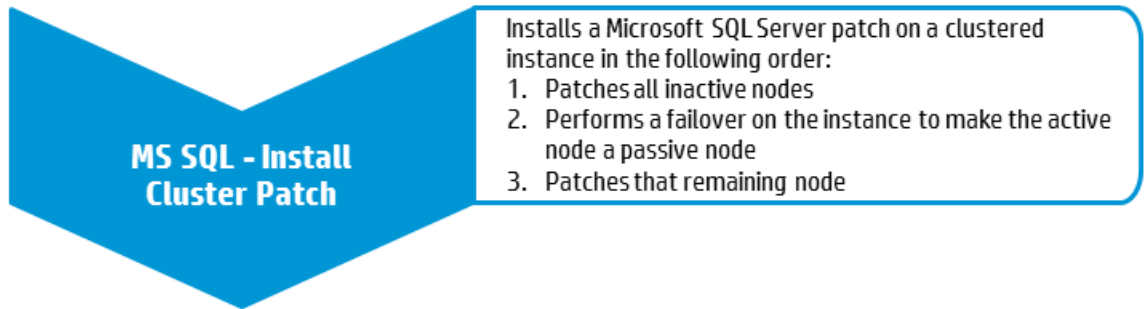 MS SQL - Install
Cluster Patch
Installs a Microsoft SQL Server patch on a clustered
instance in the following order:
1. Patches all inactive nodes
2. Performs a failover on the instance to make the active
node a passive node
3. Patches that remaining node